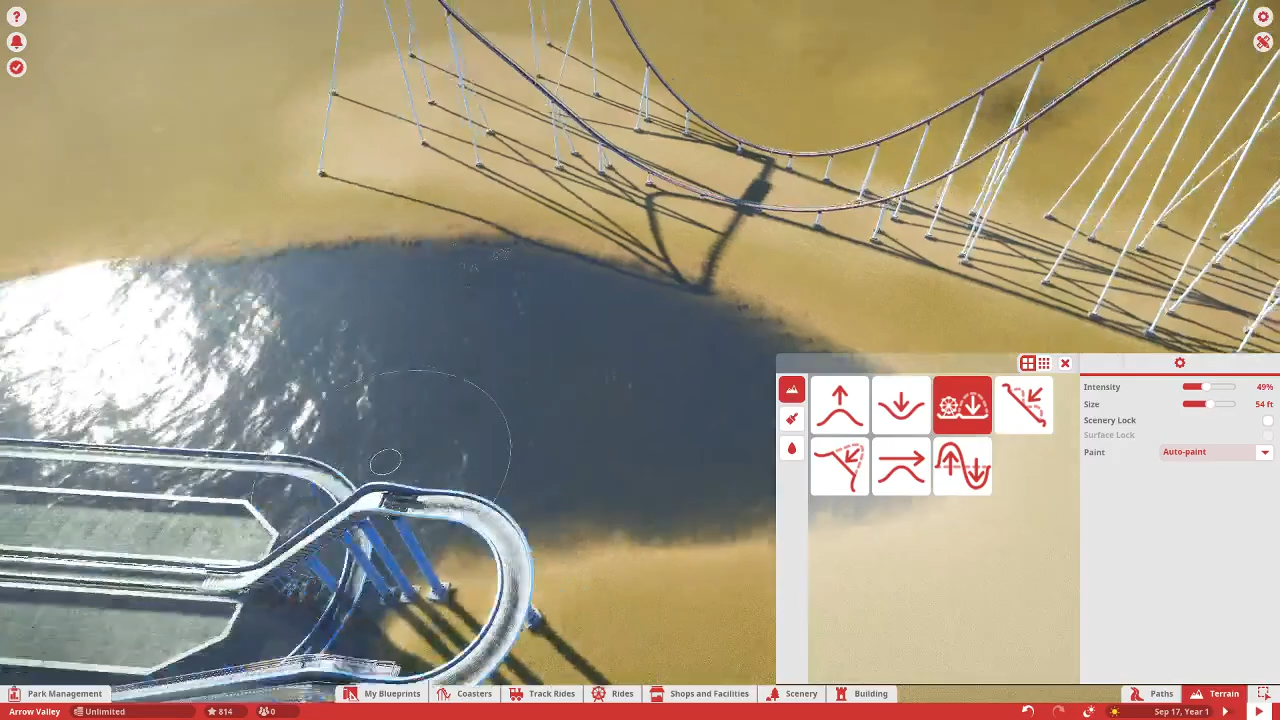 ?
Intensity 49%
Size 54 ft
Scenery Lock
Surface Lock
Paint Auto-paint
Park Management
My Blueprints
Coasters
Track Rides
Rides
Shops and Facilities
Scenery
Building
Paths
Terrain
Arrow Valley
Unlimited
814
0
Sep 17, Year 1